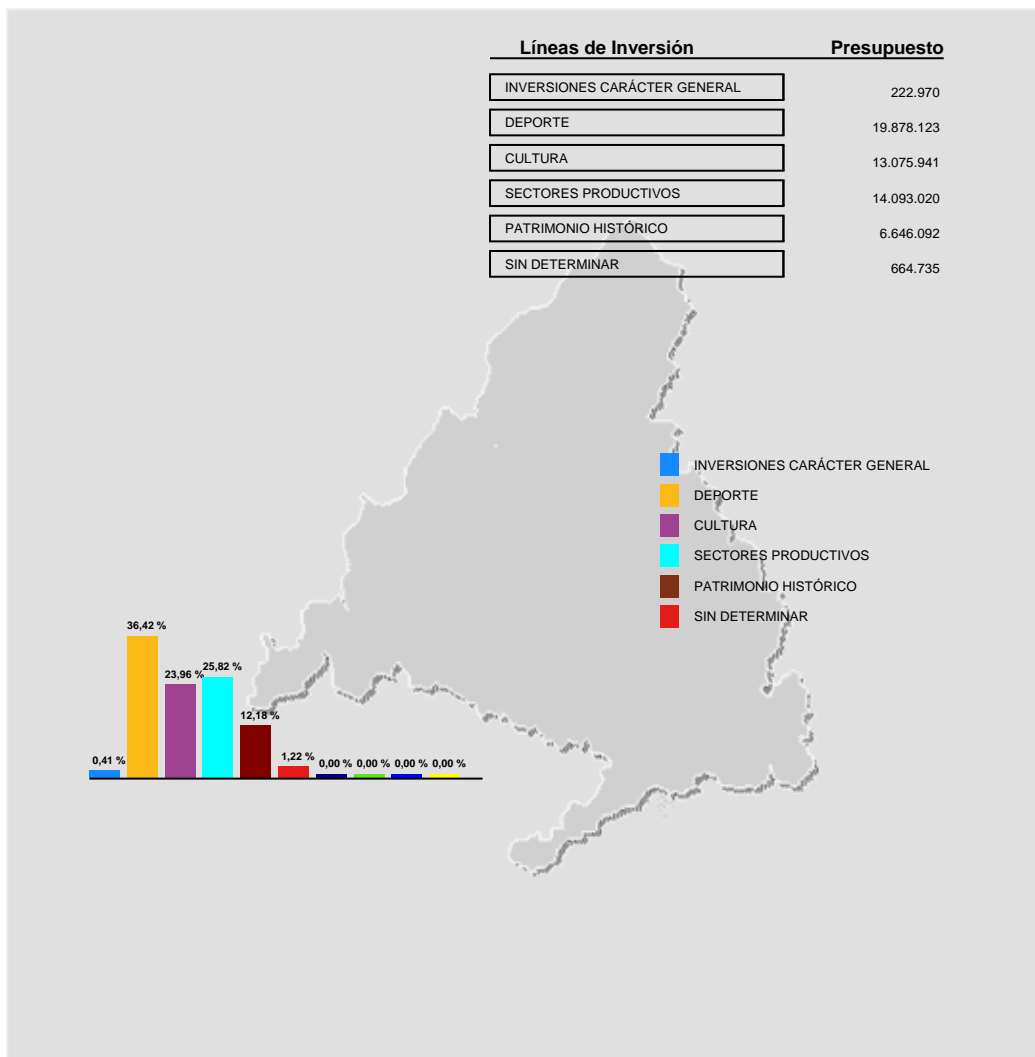 Líneas de Inversión Presupuesto
INVERSIONES CARÁCTER GENERAL 222.970
DEPORTE 19.878.123
CULTURA 13.075.941
SECTORES PRODUCTIVOS 14.093.020
PATRIMONIO HISTÓRICO 6.646.092
SIN DETERMINAR 664.735
INVERSIONES CARÁCTER GENERAL
DEPORTE
CULTURA
SECTORES PRODUCTIVOS
PATRIMONIO HISTÓRICO
SIN DETERMINAR
36,42 %
23,96 % 25,82 %
12,18 %
0,41 % 1,22 % 0,00 % 0,00 % 0,00 % 0,00 %